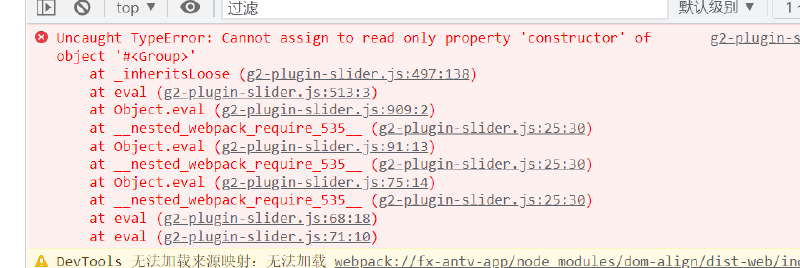 top
过滤
默认级别
Uncaught TypeError: Cannot assign to read only property 'constructor' of g2-plugin-s
object '#<Group>'
at _inheritsLoose (g2-plugin-slider.js:497:138)
at eval (g2-plugin-slider.js:513:3)
at Object.eval (g2-plugin-slider.js:909:2)
at __nested_webpack_require_535__ (g2-plugin-slider.js:25:30)
at Object.eval (g2-plugin-slider.js:91:13)
at __nested_webpack_require_535__ (g2-plugin-slider.js:25:30)
at Object.eval (g2-plugin-slider.js:75:14)
at __nested_webpack_require_535__ (g2-plugin-slider.js:25:30)
at eval (g2-plugin-slider.js:68:18)
at eval (g2-plugin-slider.js:71:10)
DevTools 无法加载来源映射: 无法加载 webpack://fx-antv-app/node_modules/dom-align/dist-web/in